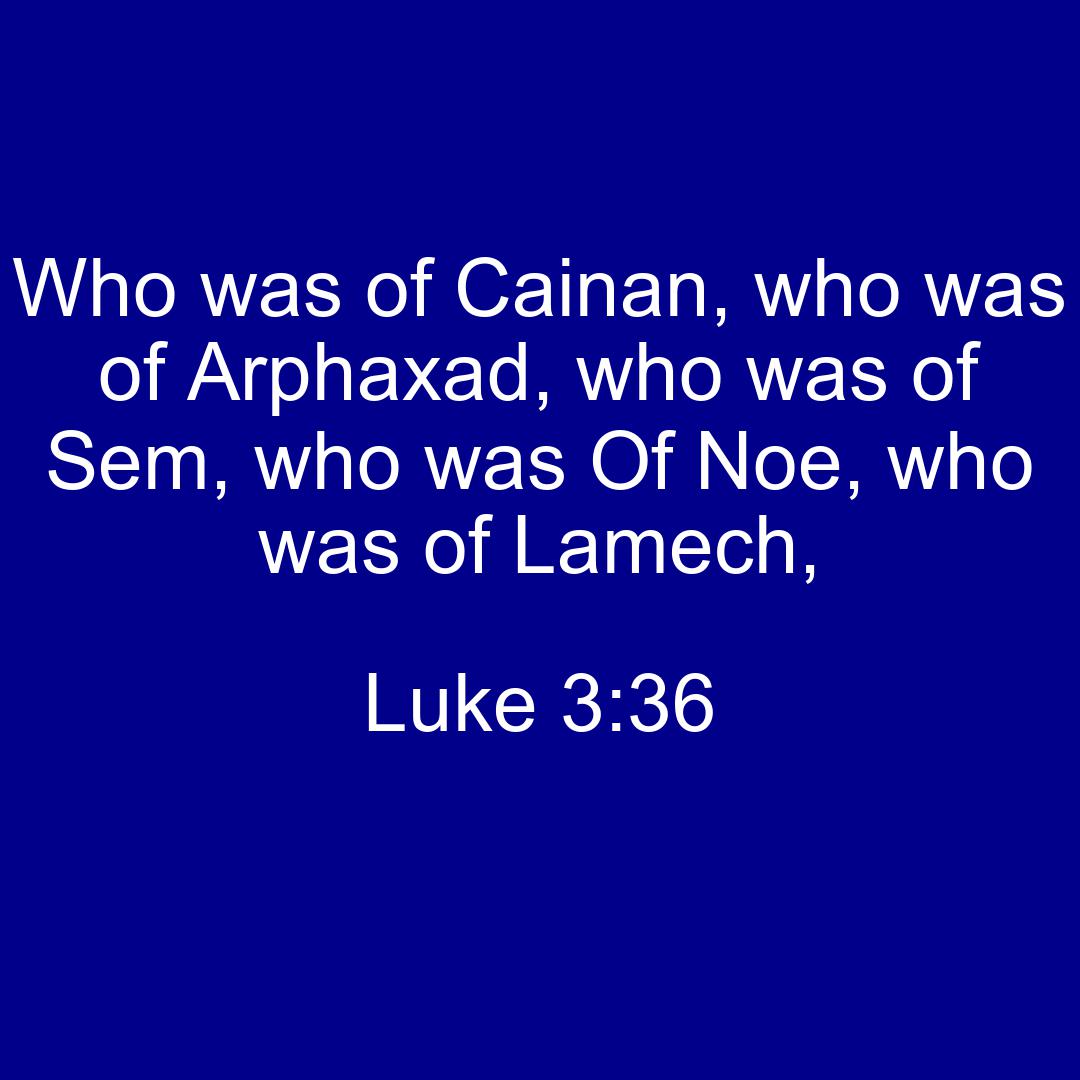 Who was of Cainan, who was
of Arphaxad, who was of
Sem, who was Of Noe, who
was of Lamech,
Luke 3:36